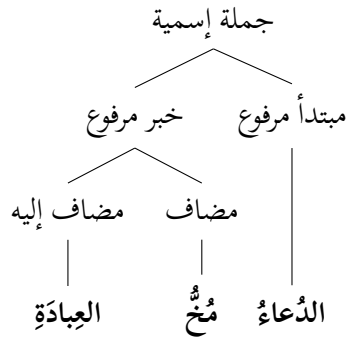 جملة إسمية
مبتدأ مرفوع خبر مرفوع
مضاف مضاف إليه
الدُعاءُ مُخُّ العِبادَةِ